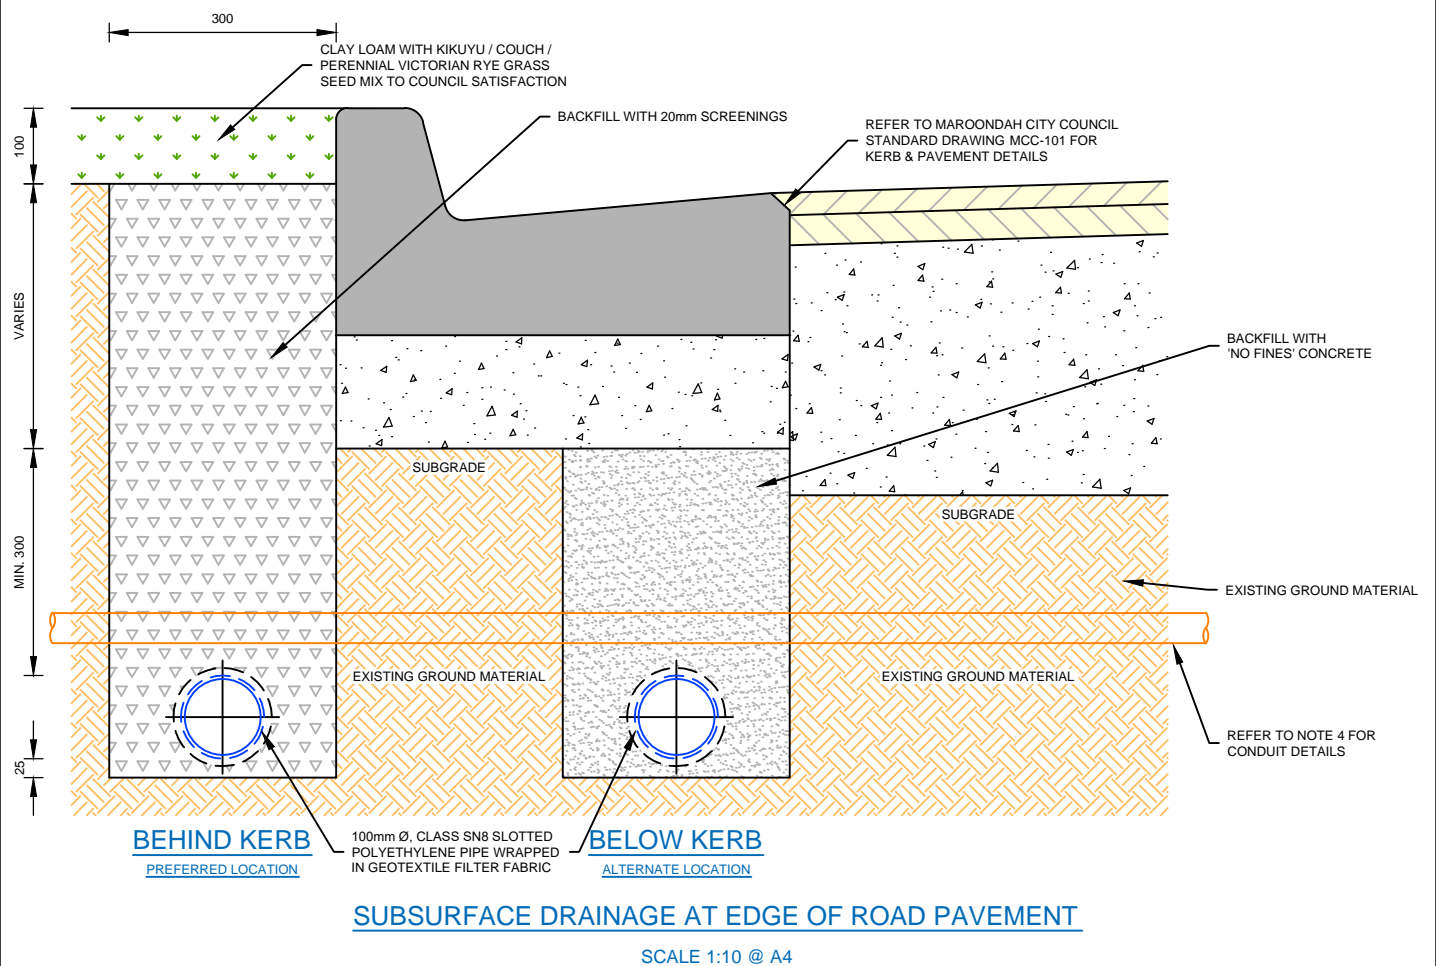 300
CLAY LOAM WITH KIKUYU / COUCH /
PERENNIAL VICTORIAN RYE GRASS
SEED MIX TO COUNCIL SATISFACTION
BACKFILL WITH 20mm SCREENINGS
REFER TO MAROONDAH CITY COUNCIL
STANDARD DRAWING MCC-101 FOR
KERB & PAVEMENT DETAILS
100
VARIES
BACKFILL WITH
'NO FINES' CONCRETE
SUBGRADE
SUBGRADE
MIN. 300
EXISTING GROUND MATERIAL
EXISTING GROUND MATERIAL
EXISTING GROUND MATERIAL
REFER TO NOTE 4 FOR
CONDUIT DETAILS
25
BEHIND KERB
PREFERRED LOCATION
100mm Ø, CLASS SN8 SLOTTED
POLYETHYLENE PIPE WRAPPED
IN GEOTEXTILE FILTER FABRIC
BELOW KERB
ALTERNATE LOCATION
SUBSURFACE DRAINAGE AT EDGE OF ROAD PAVEMENT
SCALE 1:10 @ A4